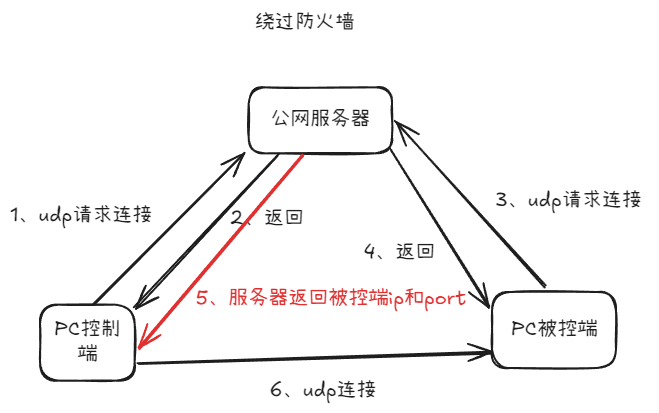 绕过防火墙
公网服务器
1、udp请求连接
2、返回
3、udp请求连接
4、返回
5、服务器返回被控端ip和port
PC控制
端
PC被控端
6、udp连接